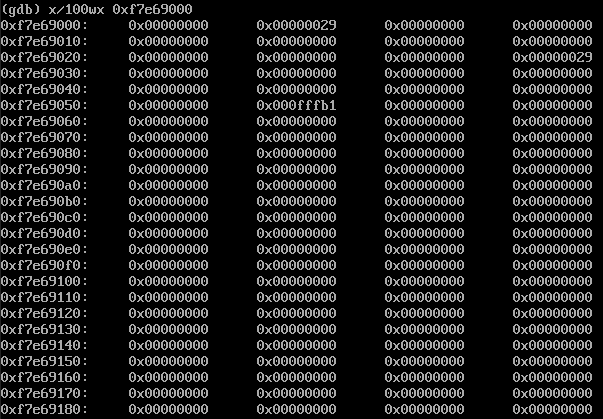 (gdb) x/100wx 0xf7e69000
0xf7e69000: 0x00000000 0x00000029 0x00000000 0x00000000
0xf7e69010: 0x00000000 0x00000000 0x00000000 0x00000000
0xf7e69020: 0x00000000 0x00000000 0x00000000 0x00000029
0xf7e69030: 0x00000000 0x00000000 0x00000000 0x00000000
0xf7e69040: 0x00000000 0x00000000 0x00000000 0x00000000
0xf7e69050: 0x00000000 0x000fffb1 0x00000000 0x00000000
0xf7e69060: 0x00000000 0x00000000 0x00000000 0x00000000
0xf7e69070: 0x00000000 0x00000000 0x00000000 0x00000000
0xf7e69080: 0x00000000 0x00000000 0x00000000 0x00000000
0xf7e69090: 0x00000000 0x00000000 0x00000000 0x00000000
0xf7e690a0: 0x00000000 0x00000000 0x00000000 0x00000000
0xf7e690b0: 0x00000000 0x00000000 0x00000000 0x00000000
0xf7e690c0: 0x00000000 0x00000000 0x00000000 0x00000000
0xf7e690d0: 0x00000000 0x00000000 0x00000000 0x00000000
0xf7e690e0: 0x00000000 0x00000000 0x00000000 0x00000000
0xf7e690f0: 0x00000000 0x00000000 0x00000000 0x00000000
0xf7e69100: 0x00000000 0x00000000 0x00000000 0x00000000
0xf7e69110: 0x00000000 0x00000000 0x00000000 0x00000000
0xf7e69120: 0x00000000 0x00000000 0x00000000 0x00000000
0xf7e69130: 0x00000000 0x00000000 0x00000000 0x00000000
0xf7e69140: 0x00000000 0x00000000 0x00000000 0x00000000
0xf7e69150: 0x00000000 0x00000000 0x00000000 0x00000000
0xf7e69160: 0x00000000 0x00000000 0x00000000 0x00000000
0xf7e69170: 0x00000000 0x00000000 0x00000000 0x00000000
0xf7e69180: 0x00000000 0x00000000 0x00000000 0x00000000